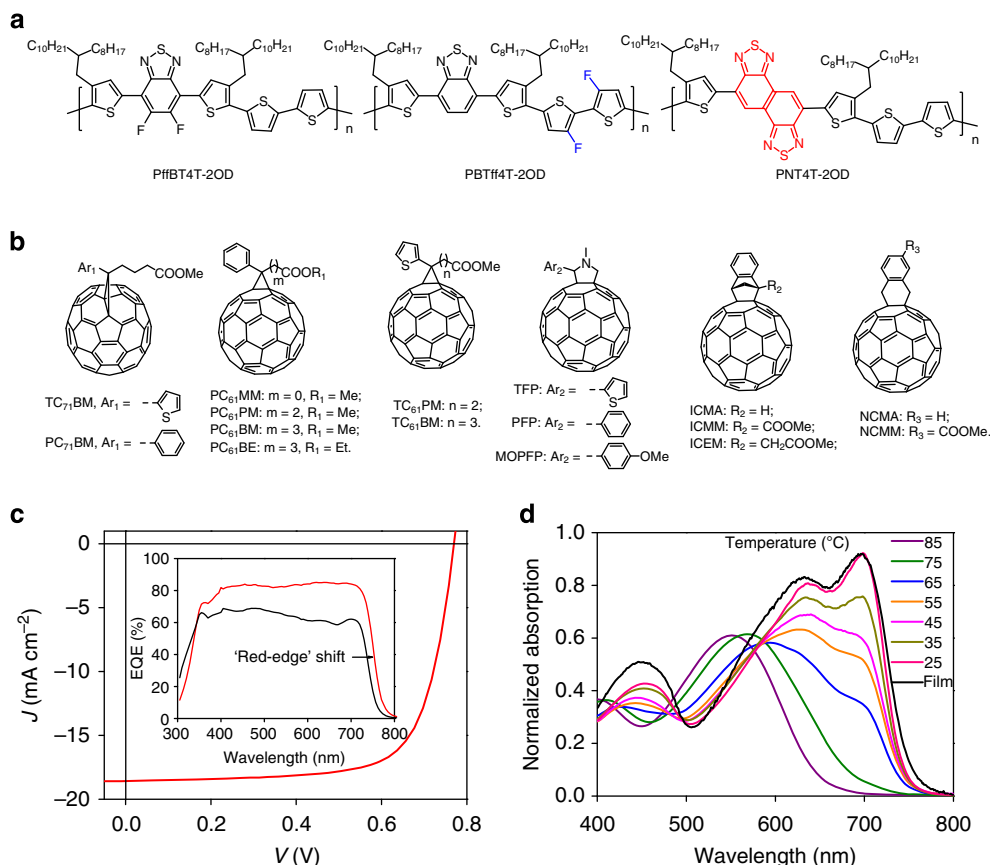 a
C10H21
C8H17
N
S
N
C8H17
C10H21
S
F
F
S
S
S
n
PffBT4T-2OD
C10H21
C8H17
N
S
N
C8H17
C10H21
F
S
S
S
S
F
n
PBTff4T-2OD
C10H21
C8H17
N
S
N
C8H17
C10H21
S
N
S
N
S
S
S
n
PNT4T-2OD
b
Ar1
COOMe
TC71BM, Ar1 =
S
PC71BM, Ar1 =
( )
m
COOR1
PC61MM: m = 0, R1 = Me;
PC61PM: m = 2, R1 = Me;
PC61BM: m = 3, R1 = Me;
PC61BE: m = 3, R1 = Et.
S
( )
n
COOMe
TC61PM: n = 2;
TC61BM: n = 3.
Ar2
N
TFP: Ar2 =
S
PFP: Ar2 =
MOPFP: Ar2 =
OMe
R2
ICMA: R2 = H;
ICMM: R2 = COOMe;
ICEM: R2 = CH2COOMe;
R3
NCMA: R3 = H;
NCMM: R3 = COOMe.
c
J (mA cm−2)
0
−5
−10
−15
−20
0.0
0.2
0.4
0.6
0.8
V (V)
EQE (%)
100
80
60
40
20
0
300
400
500
600
700
800
Wavelength (nm)
'Red-edge' shift
d
Normalized absorption
1.0
0.8
0.6
0.4
0.2
0.0
400
500
600
700
800
Wavelength (nm)
Temperature (°C)
85
75
65
55
45
35
25
Film